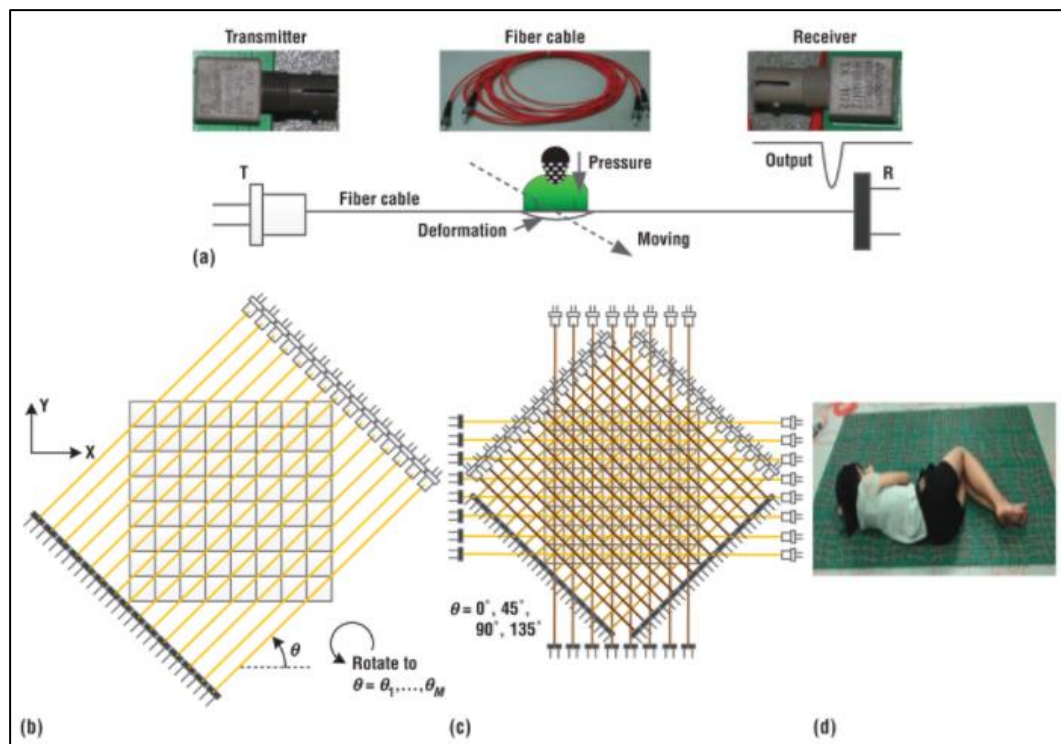 Transmitter
Fiber cable
Receiver
Pressure
Output
T
R
Fiber cable
Deformation
Moving
(a)
Y
X
θ
Rotate to
θ = θ1,...,θM
(b)
θ = 0°, 45°,
90°, 135°
(c)
(d)